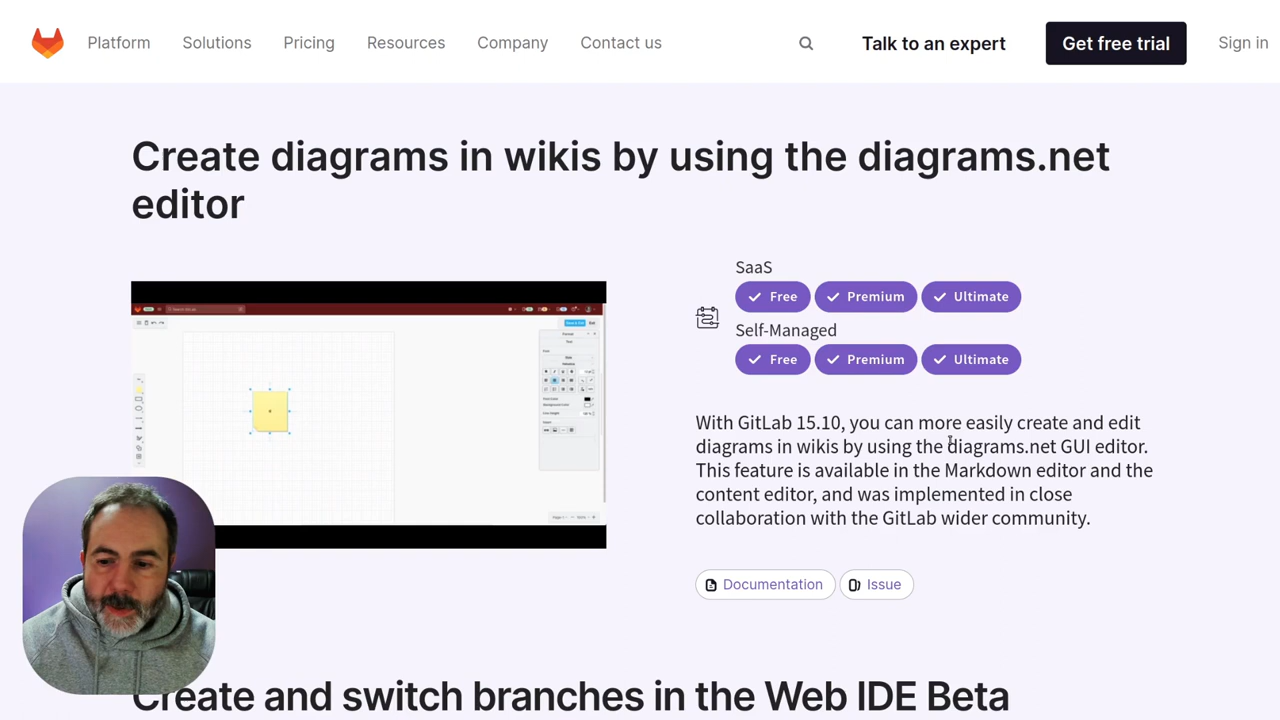 Platform
Solutions
Pricing
Resources
Company
Contact us
Talk to an expert
Get free trial
Sign in
Create diagrams in wikis by using the diagrams.net
editor
SaaS
Free
Premium
Ultimate
Self-Managed
Free
Premium
Ultimate
With GitLab 15.10, you can more easily create and edit
diagrams in wikis by using the diagrams.net GUI editor.
This feature is available in the Markdown editor and the
content editor, and was implemented in close
collaboration with the GitLab wider community.
Documentation
Issue
Create and switch branches in the Web IDE Beta